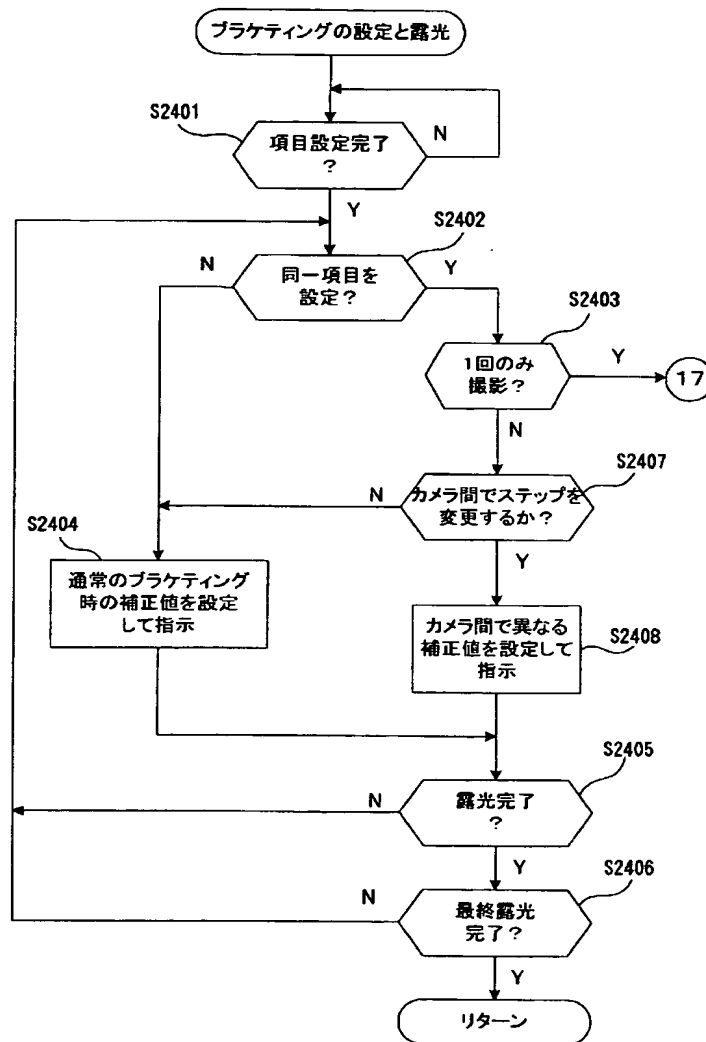 ブラケティングの設定と露光
S2401
項目設定完了
?
N
Y
S2402
N
同一項目を
設定?
Y
S2403
1回のみ
撮影?
Y
17
N
S2407
N
カメラ間でステップを
変更するか?
S2404
Y
通常のブラケティング
時の補正値を設定
して指示
カメラ間で異なる
補正値を設定して
指示
S2408
S2405
N
露光完了
?
Y
S2406
N
最終露光
完了?
Y
リターン